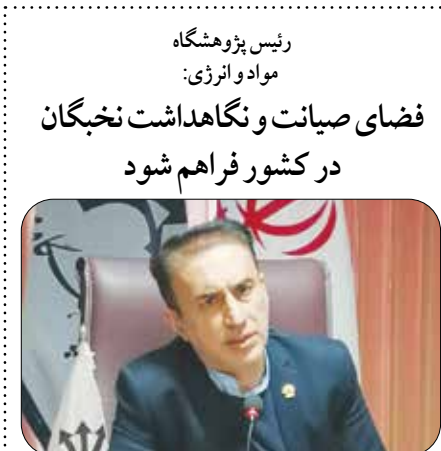 رئیس پژوهشگاه
مواد و انرژی:
فضای صیانت و نگاهداشت نخبگان
در کشور فراهم شود